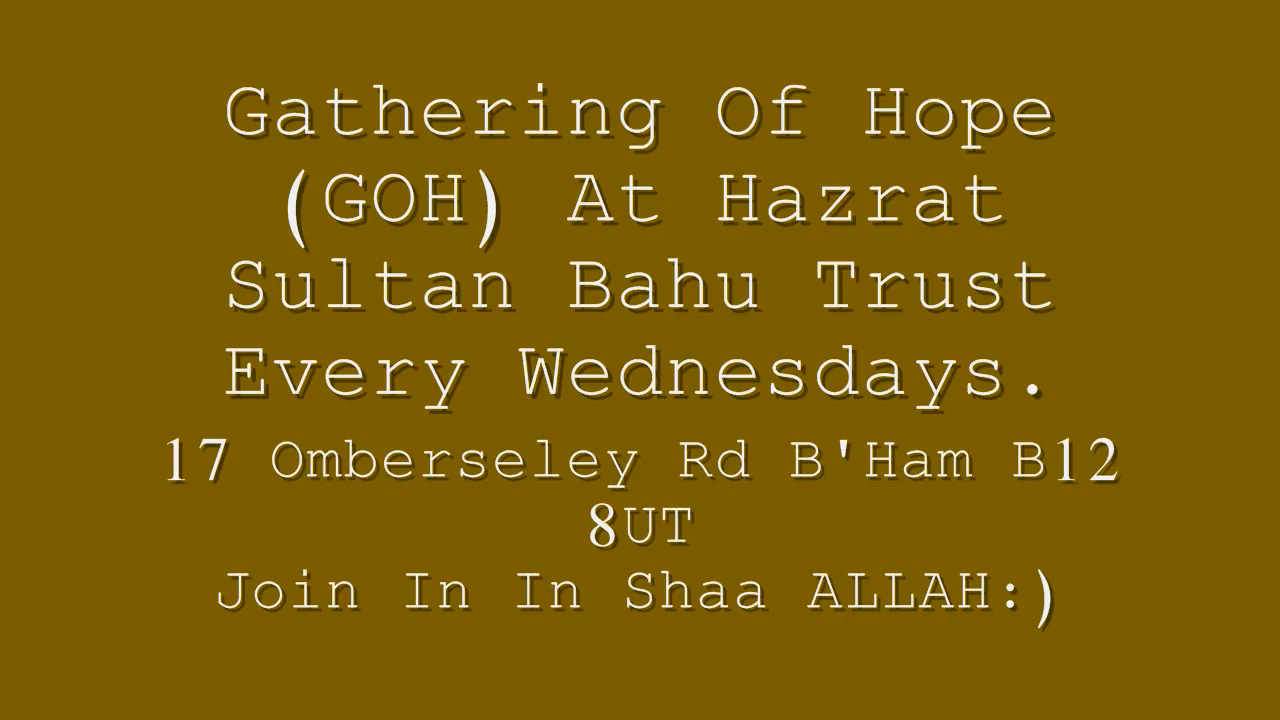 Gathering Of Hope
(GOH) At Hazrat
Sultan Bahu Trust
Every Wednesdays.
17 Omberseley Rd B'Ham B12
8UT
Join In In Shaa ALLAH:)